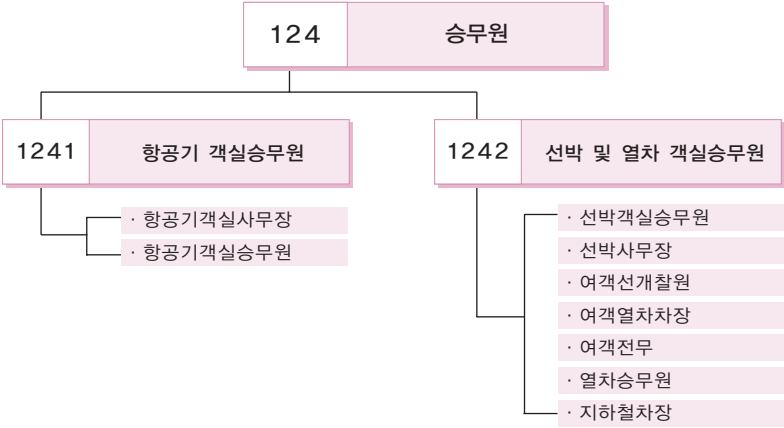 124 승무원
1241 항공기 객실승무원
· 항공기객실사무장
· 항공기객실승무원
1242 선박 및 열차 객실승무원
· 선박객실승무원
· 선박사무장
· 여객선개찰원
· 여객열차차장
· 여객전무
· 열차승무원
· 지하철차장